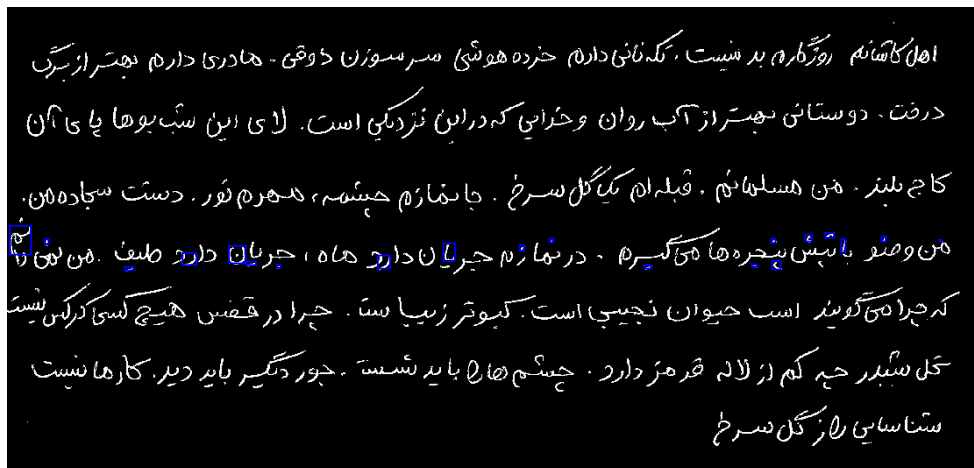 اهل کاشانم روزگارم بد نیست. تکه نانی دارم خرده هوشی سر سوزن ذوقی. مادری دارم بهتر از برگ
درخت. دوستانی بهتر از آب روان و خدایی که در این نزدیکی است. لای این شب بوها پای آن
کاج بلند. من مسلمانم. قبله ام یک گل سرخ. جانمازم چشمه، مهرم نور. دشت سجاده من.
من وضو با تپش پنجره ها می گیرم. در نمازم جریان دارد ماه، جریان دارد طیف. من نمی دانم
که چرا می گویند اسب حیوان نجیبی است. کبوتر زیبا ست. چرا در قفس هیچ کسی کرکس نیست
گل شبدر چه کم از لاله قرمز دارد. چشم ها را باید شست. جور دگیر باید دید. کار ما نیست
شناسایی راز گل سرخ